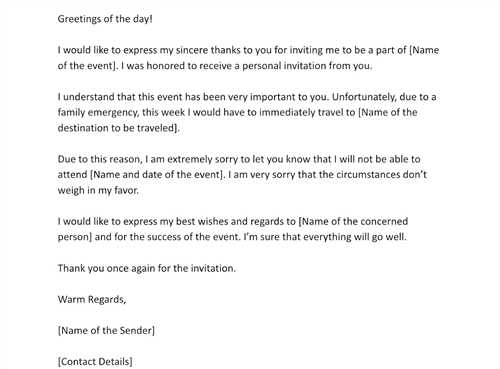 Greetings of the day!
I would like to express my sincere thanks to you for inviting me to be a part of [Name
of the event]. I was honored to receive a personal invitation from you.
I understand that this event has been very important to you. Unfortunately, due to a
family emergency, this week I would have to immediately travel to [Name of the
destination to be traveled].
Due to this reason, I am extremely sorry to let you know that I will not be able to
attend [Name and date of the event]. I am very sorry that the circumstances don’t
weigh in my favor.
I would like to express my best wishes and regards to [Name of the concerned
person] and for the success of the event. I’m sure that everything will go well.
Thank you once again for the invitation.
Warm Regards,
[Name of the Sender]
[Contact Details]